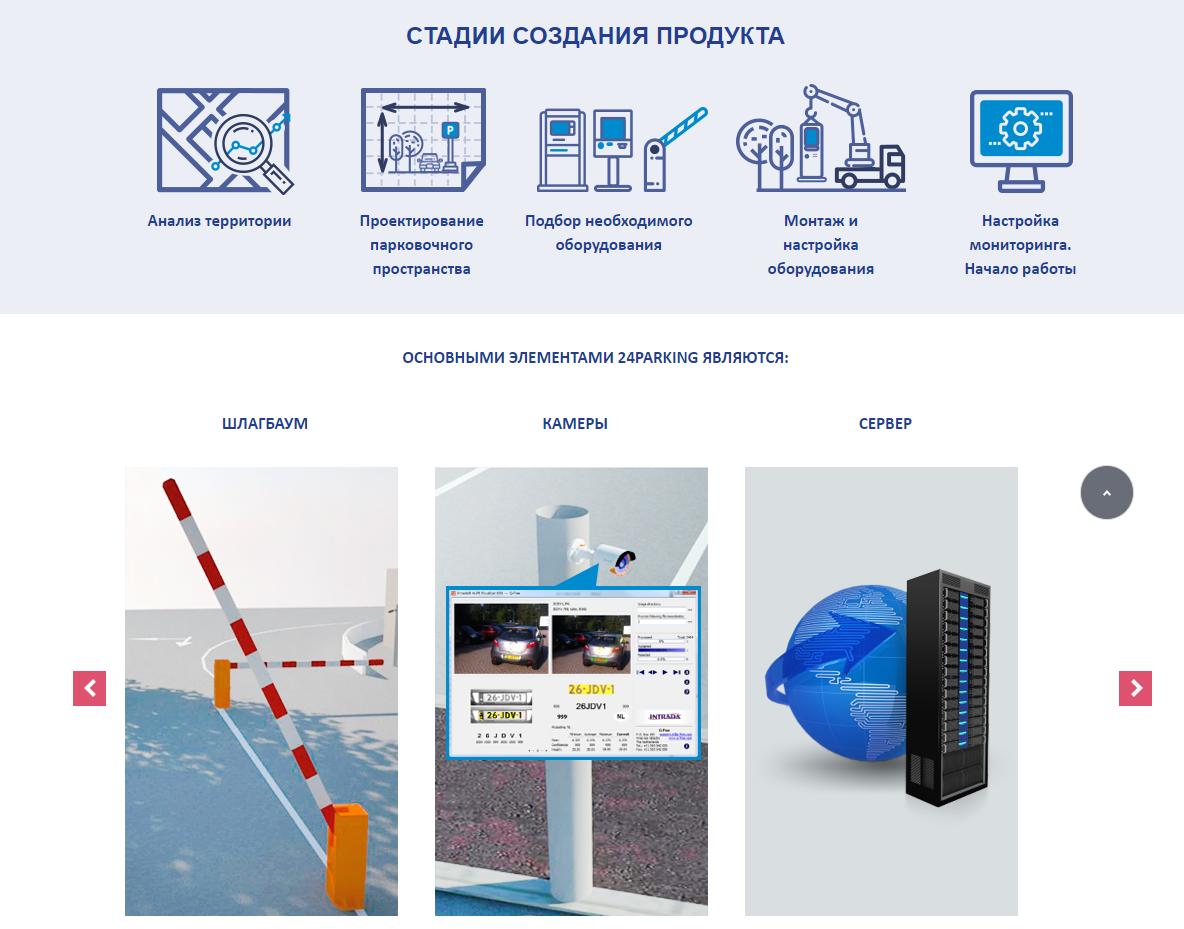 СТАДИИ СОЗДАНИЯ ПРОДУКТА
P
Анализ территории
Проектирование
парковочного
пространства
Подбор необходимого
оборудования
Монтаж и
настройка
оборудования
Настройка
мониторинга.
Начало работы
ОСНОВНЫМИ ЭЛЕМЕНТАМИ 24PARKING ЯВЛЯЮТСЯ:
ШЛАГБАУМ
КАМЕРЫ
СЕРВЕР
26-JDV-1
26-JDV-1
26JDV1
999
NL
26-JDV-1
2 6 J D V 1
INTRADA